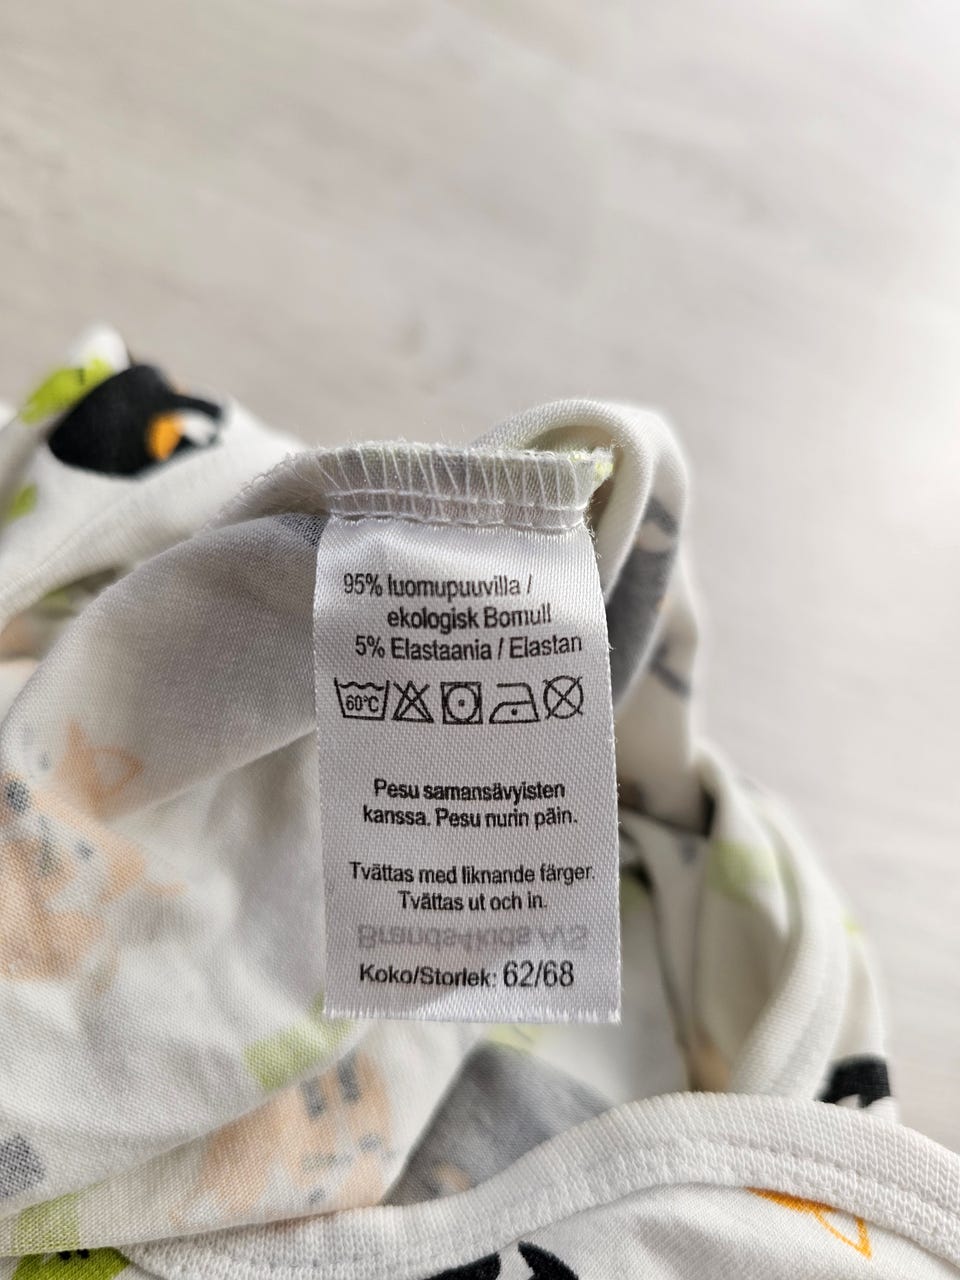 95% luomupuuvilla /
ekologisk Bomull
5% Elastaania / Elastan
60°C
Pesu samansävyisten
kanssa. Pesu nurin päin.
Tvättas med liknande färger.
Tvättas ut och in.
Brands4kids A/S
Koko/Storlek: 62/68